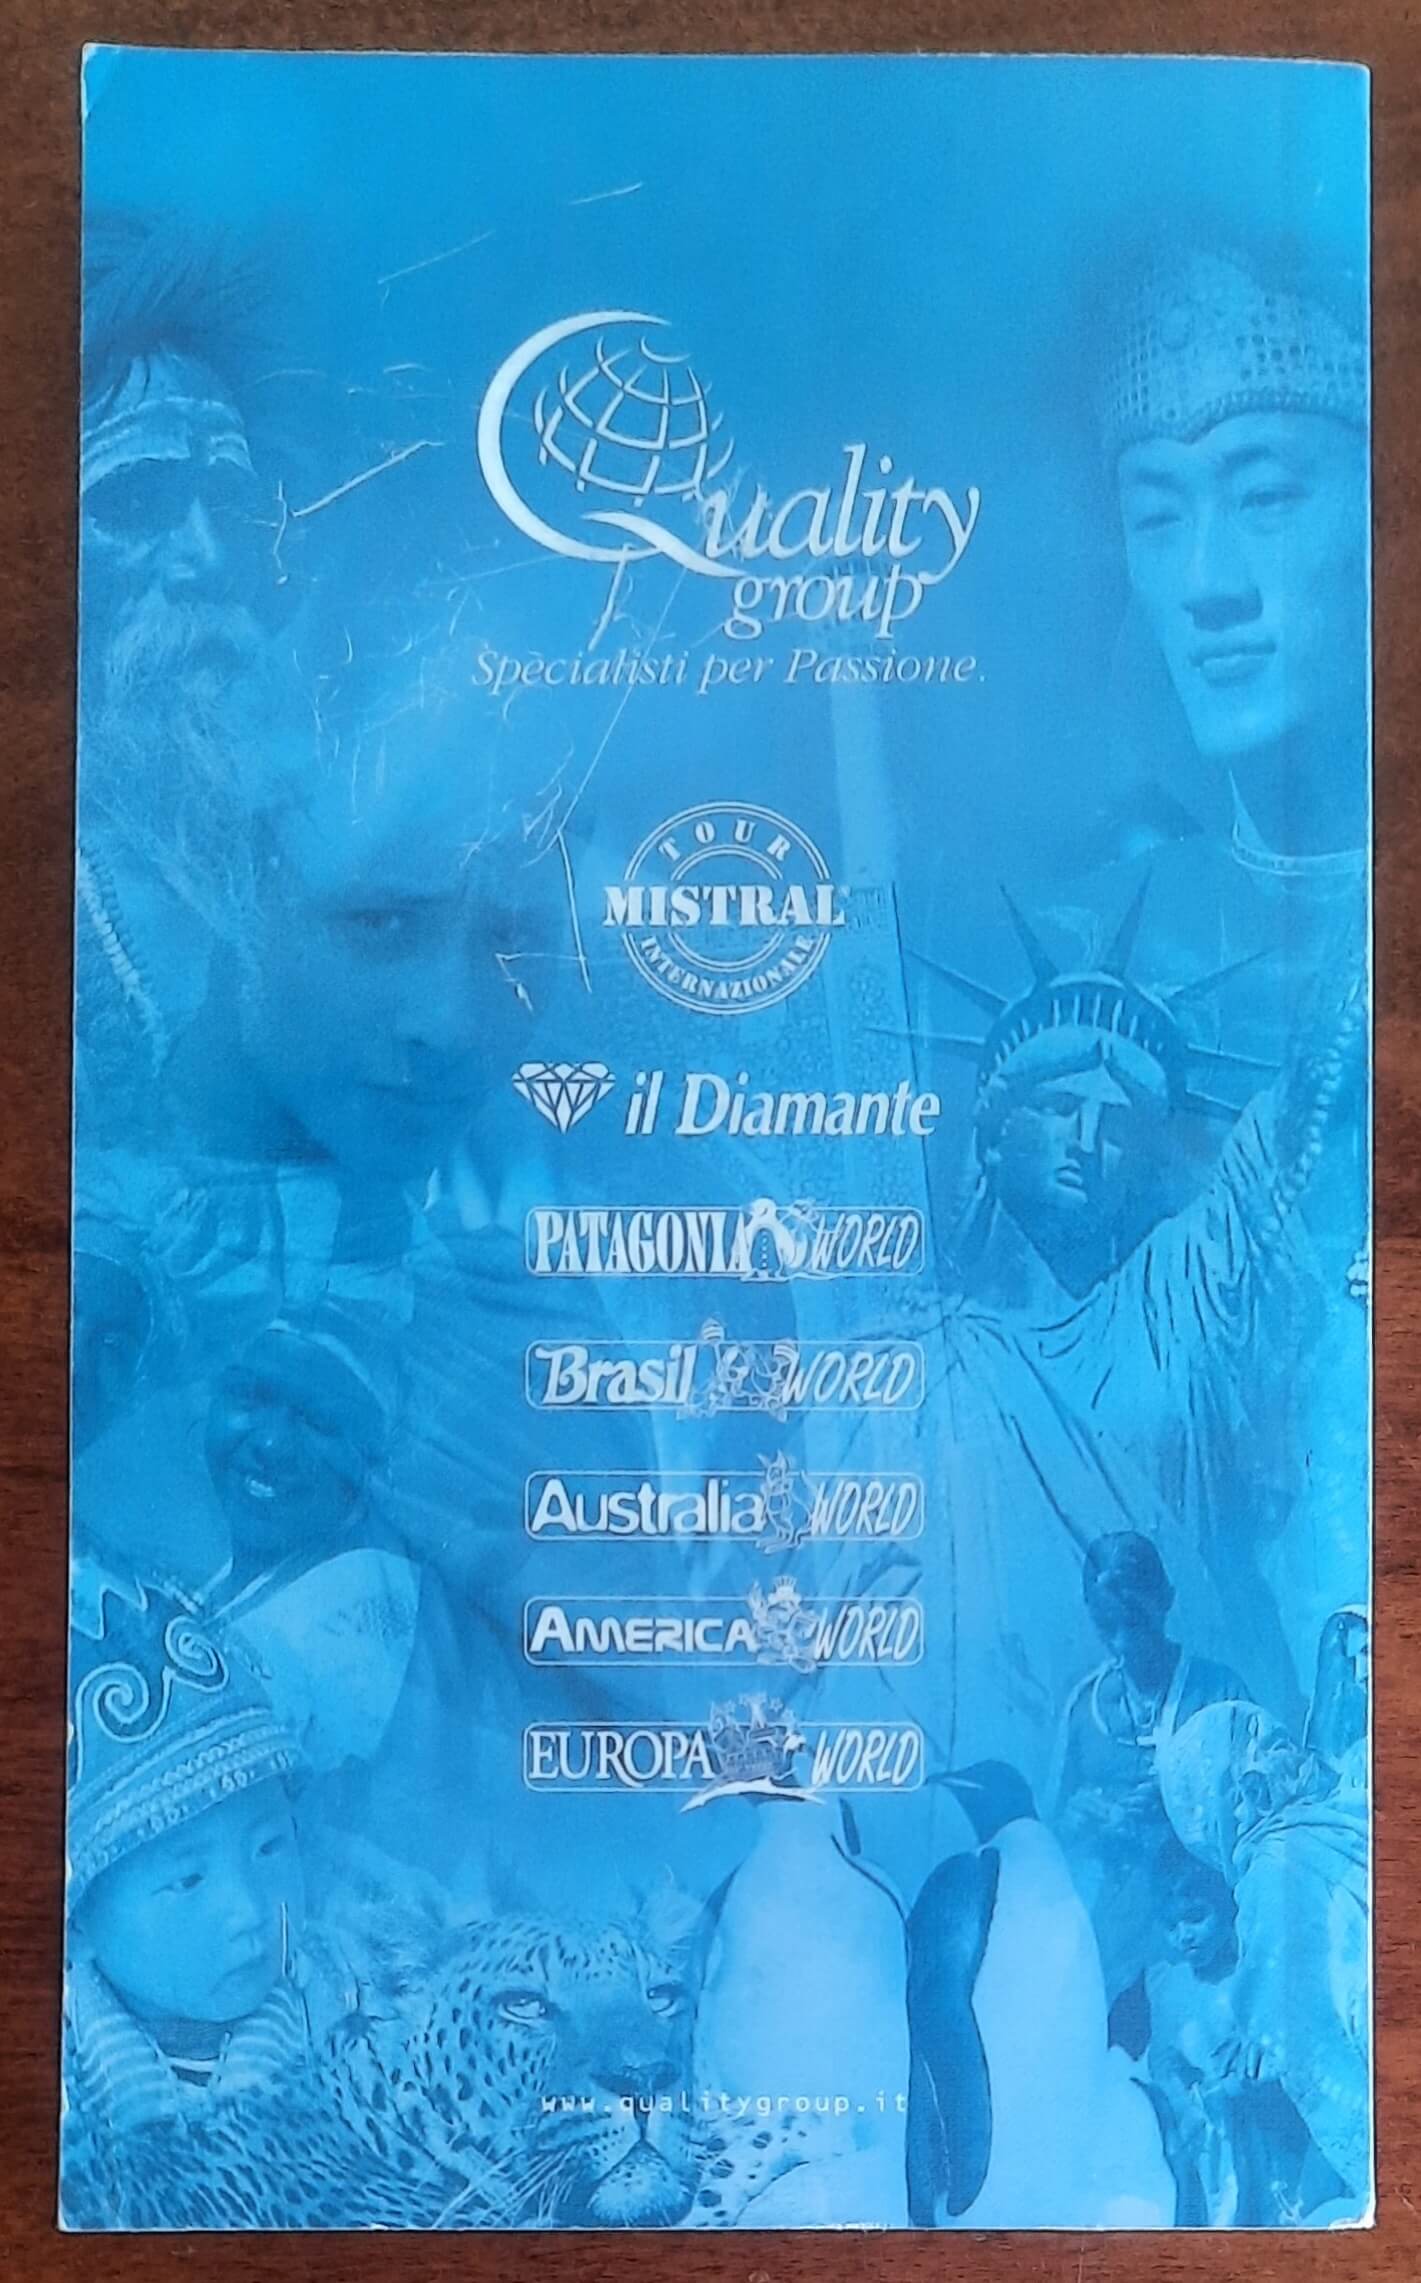 Quality
group
Specialisti per Passione.
TOUR
MISTRAL
INTERNAZIONALE
il Diamante
PATAGONIA WORLD
Brasil WORLD
Australia WORLD
AMERICA WORLD
EUROPA WORLD
www.qualitygroup.it